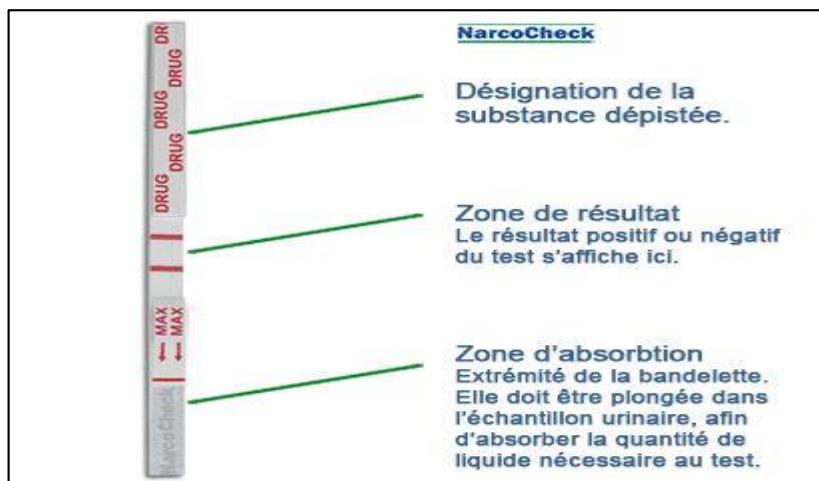 NarcoCheck
DR
DRUG
DRUG
DRUG
DRUG
Désignation de la
substance dépistée.
Zone de résultat
Le résultat positif ou négatif
du test s'affiche ici.
MAX
MAX
Zone d'absorbtion
Extrémité de la bandelette.
Elle doit être plongée dans
l'échantillon urinaire, afin
d'absorber la quantité de
liquide nécessaire au test.
NarcoCheck